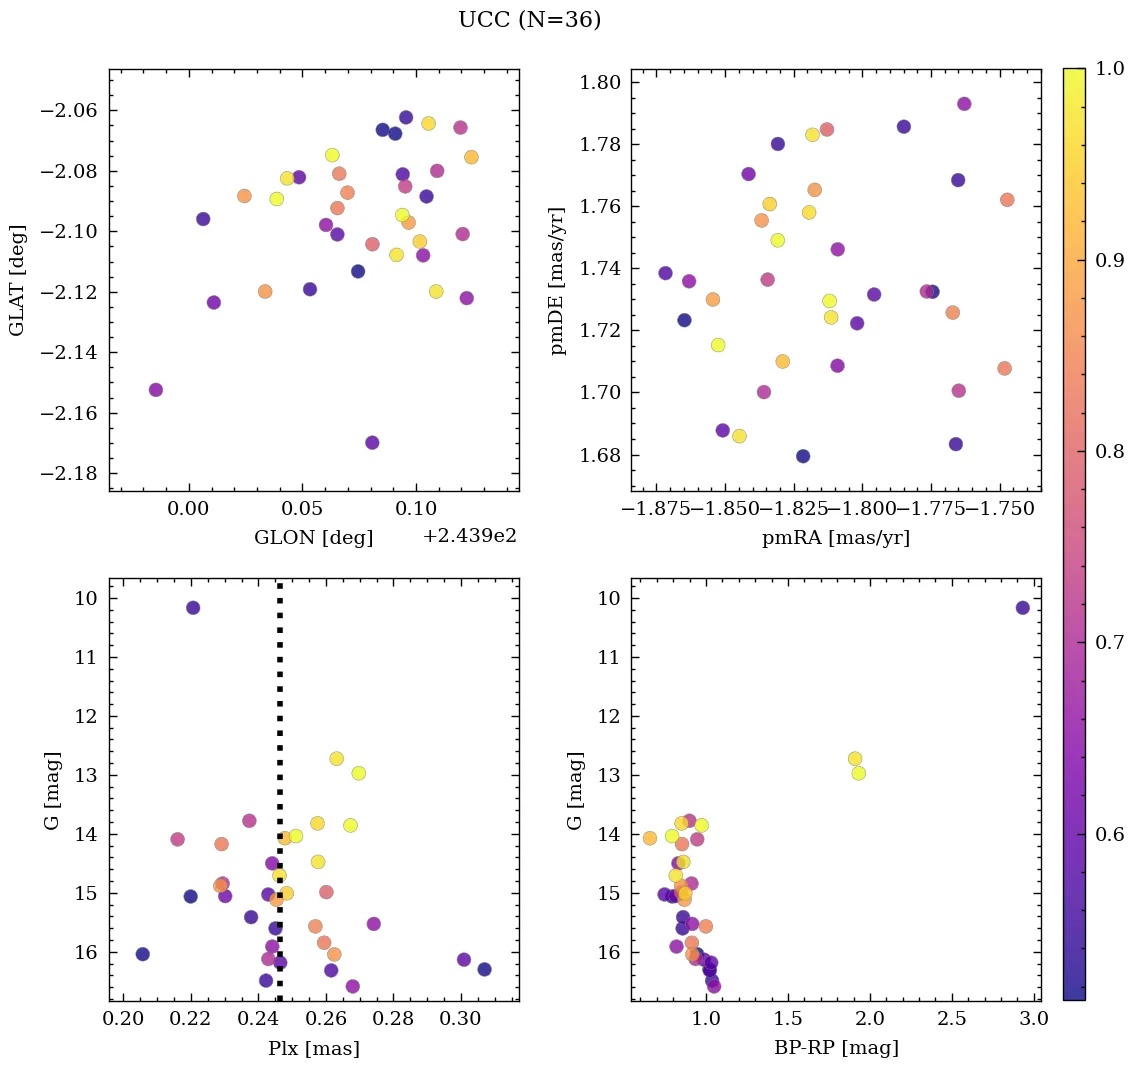 UCC (N=36)
−2.06
−2.08
−2.10
−2.12
−2.14
−2.16
−2.18
GLAT [deg]
0.00 0.05 0.10
GLON [deg]
+2.439e2
1.80
1.78
1.76
1.74
1.72
1.70
1.68
pmDE [mas/yr]
−1.875 −1.850 −1.825 −1.800 −1.775 −1.750
pmRA [mas/yr]
1.0
0.9
0.8
0.7
0.6
10
11
12
13
14
15
16
G [mag]
0.20 0.22 0.24 0.26 0.28 0.30
Plx [mas]
10
11
12
13
14
15
16
G [mag]
1.0 1.5 2.0 2.5 3.0
BP-RP [mag]